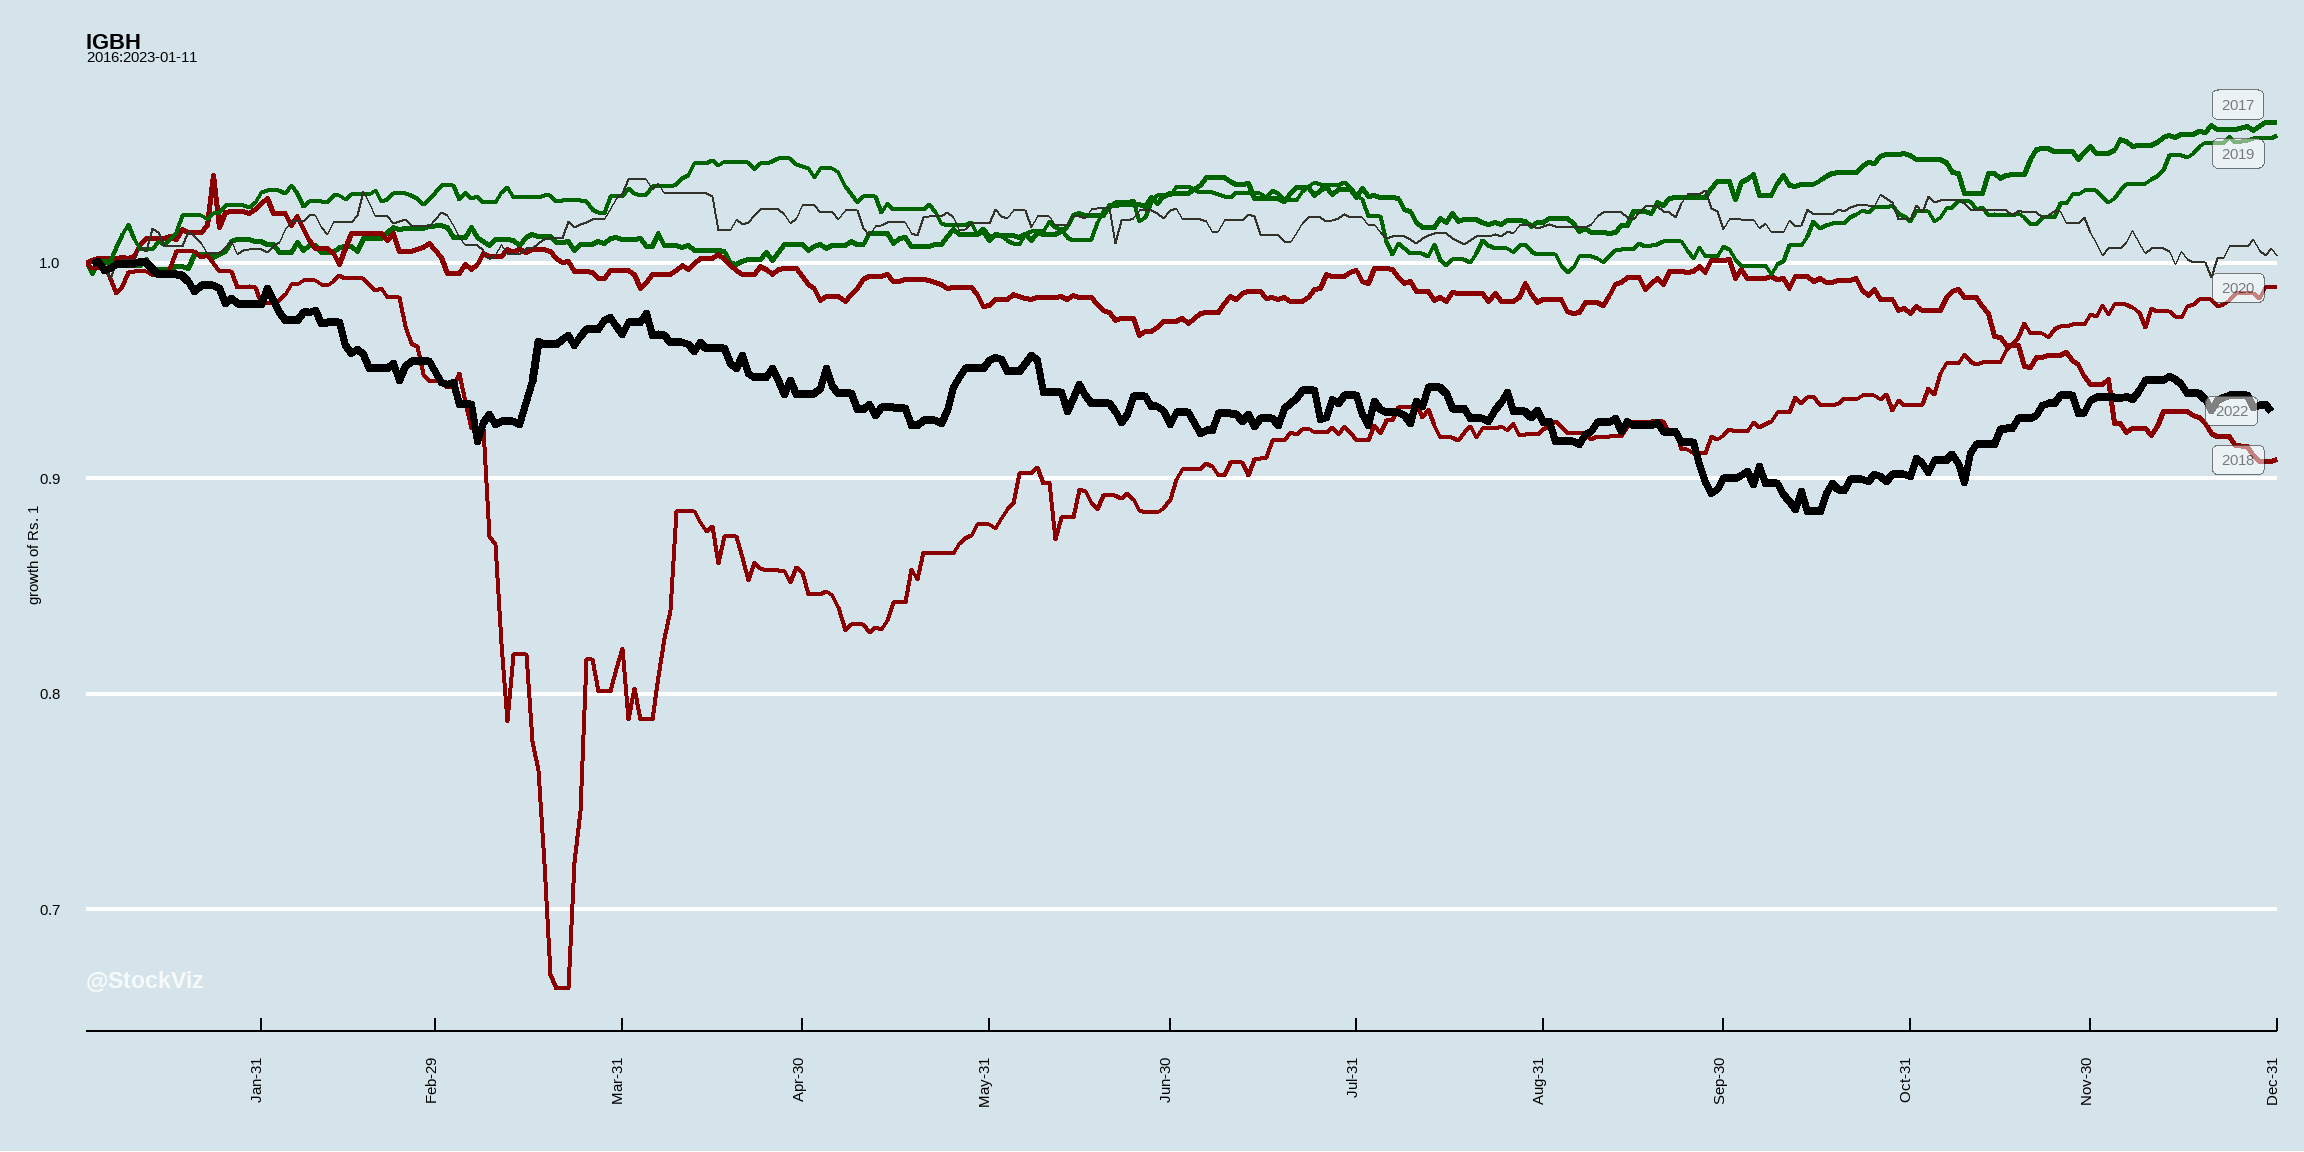 IGBH
2016:2023-01-11
2017
2019
1.0
2020
2022
2018
0.9
growth of Rs. 1
0.8
0.7
@StockViz
Jan-31
Feb-29
Mar-31
Apr-30
May-31
Jun-30
Jul-31
Aug-31
Sep-30
Oct-31
Nov-30
Dec-31